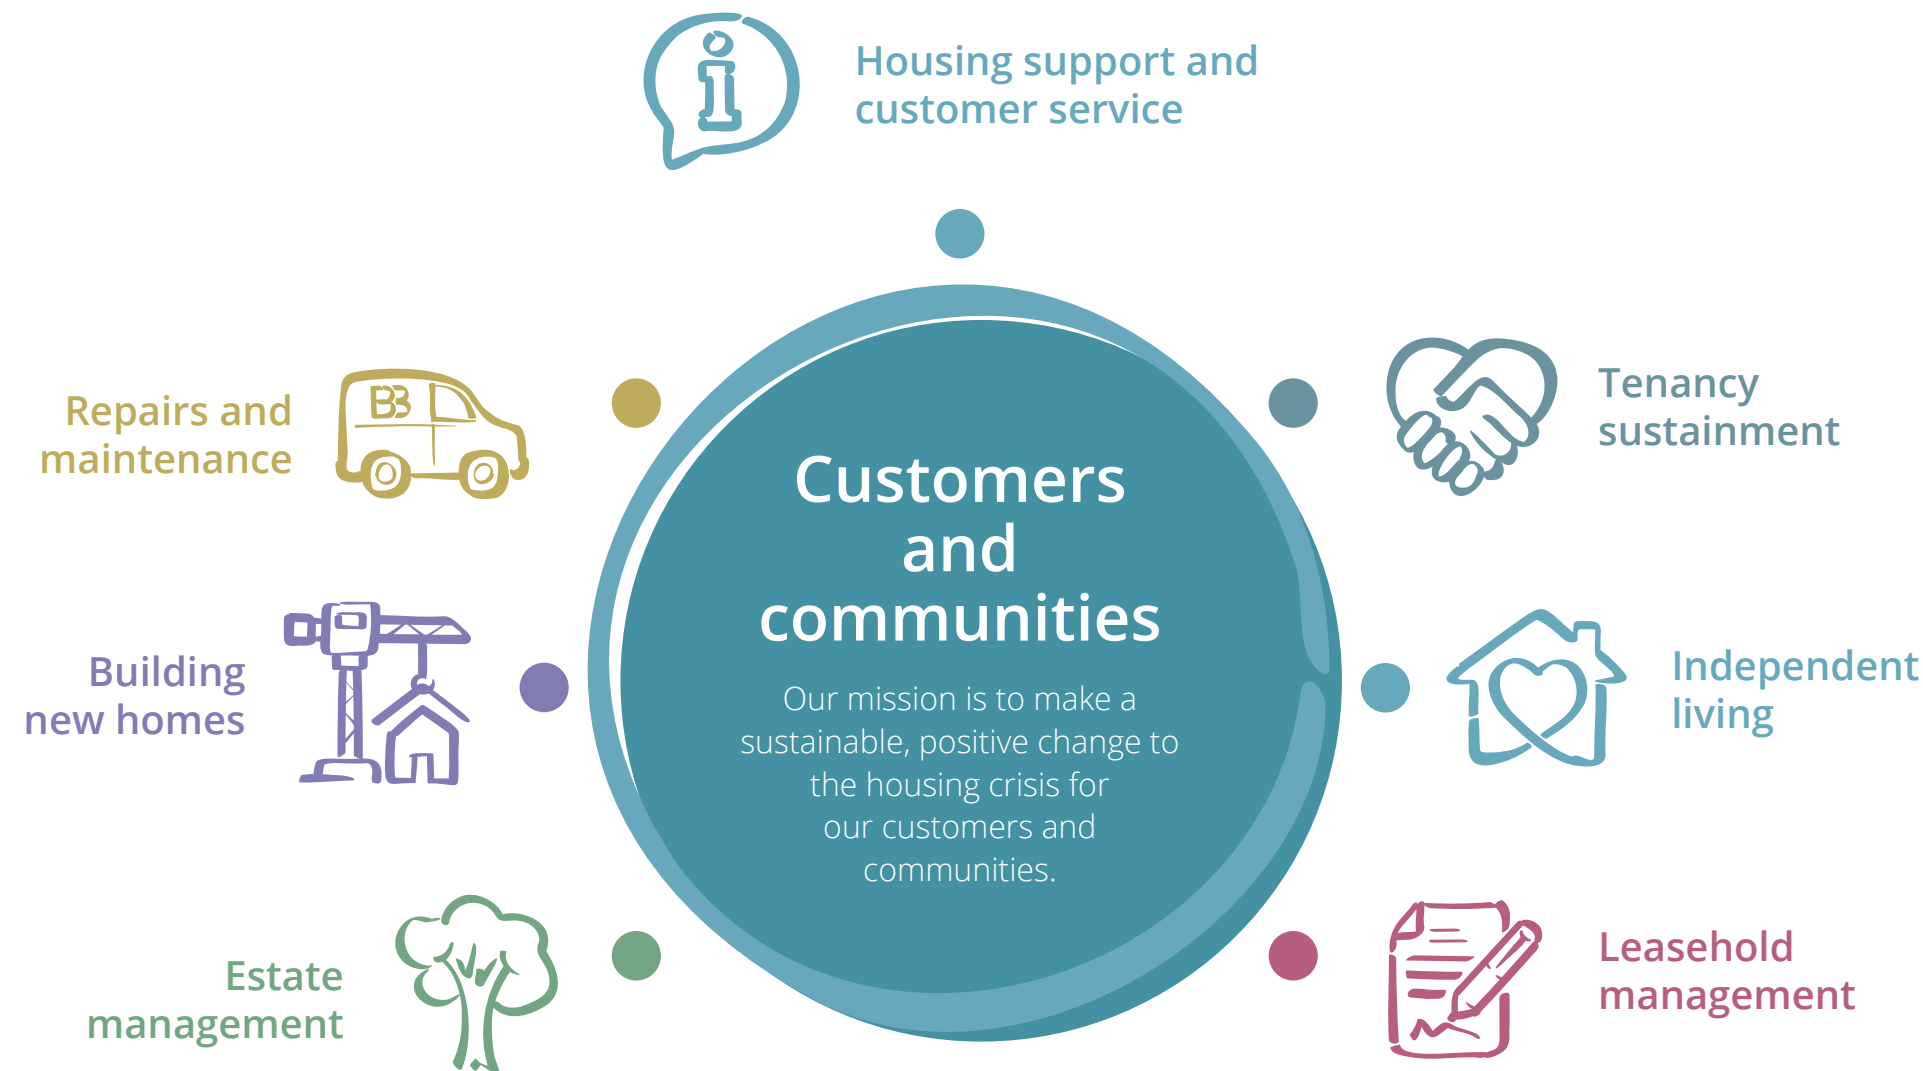 Housing support and
customer service
Repairs and
maintenance
BB
Tenancy
sustainment
Customers
and
communities
Our mission is to make a
sustainable, positive change to
the housing crisis for
our customers and
communities.
Building
new homes
Independent
living
Estate
management
Leasehold
management